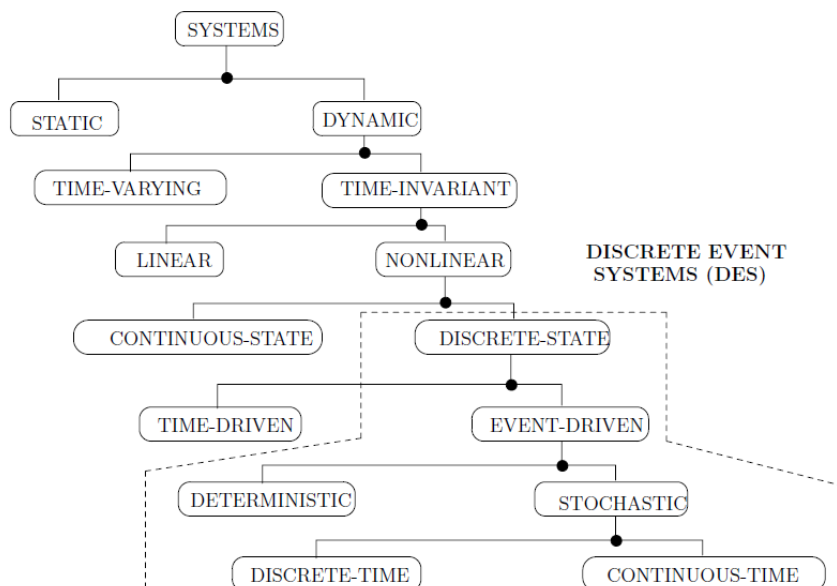 SYSTEMS
STATIC
DYNAMIC
TIME-VARYING
TIME-INVARIANT
LINEAR
NONLINEAR
DISCRETE EVENT
SYSTEMS (DES)
CONTINUOUS-STATE
DISCRETE-STATE
TIME-DRIVEN
EVENT-DRIVEN
DETERMINISTIC
STOCHASTIC
DISCRETE-TIME
CONTINUOUS-TIME